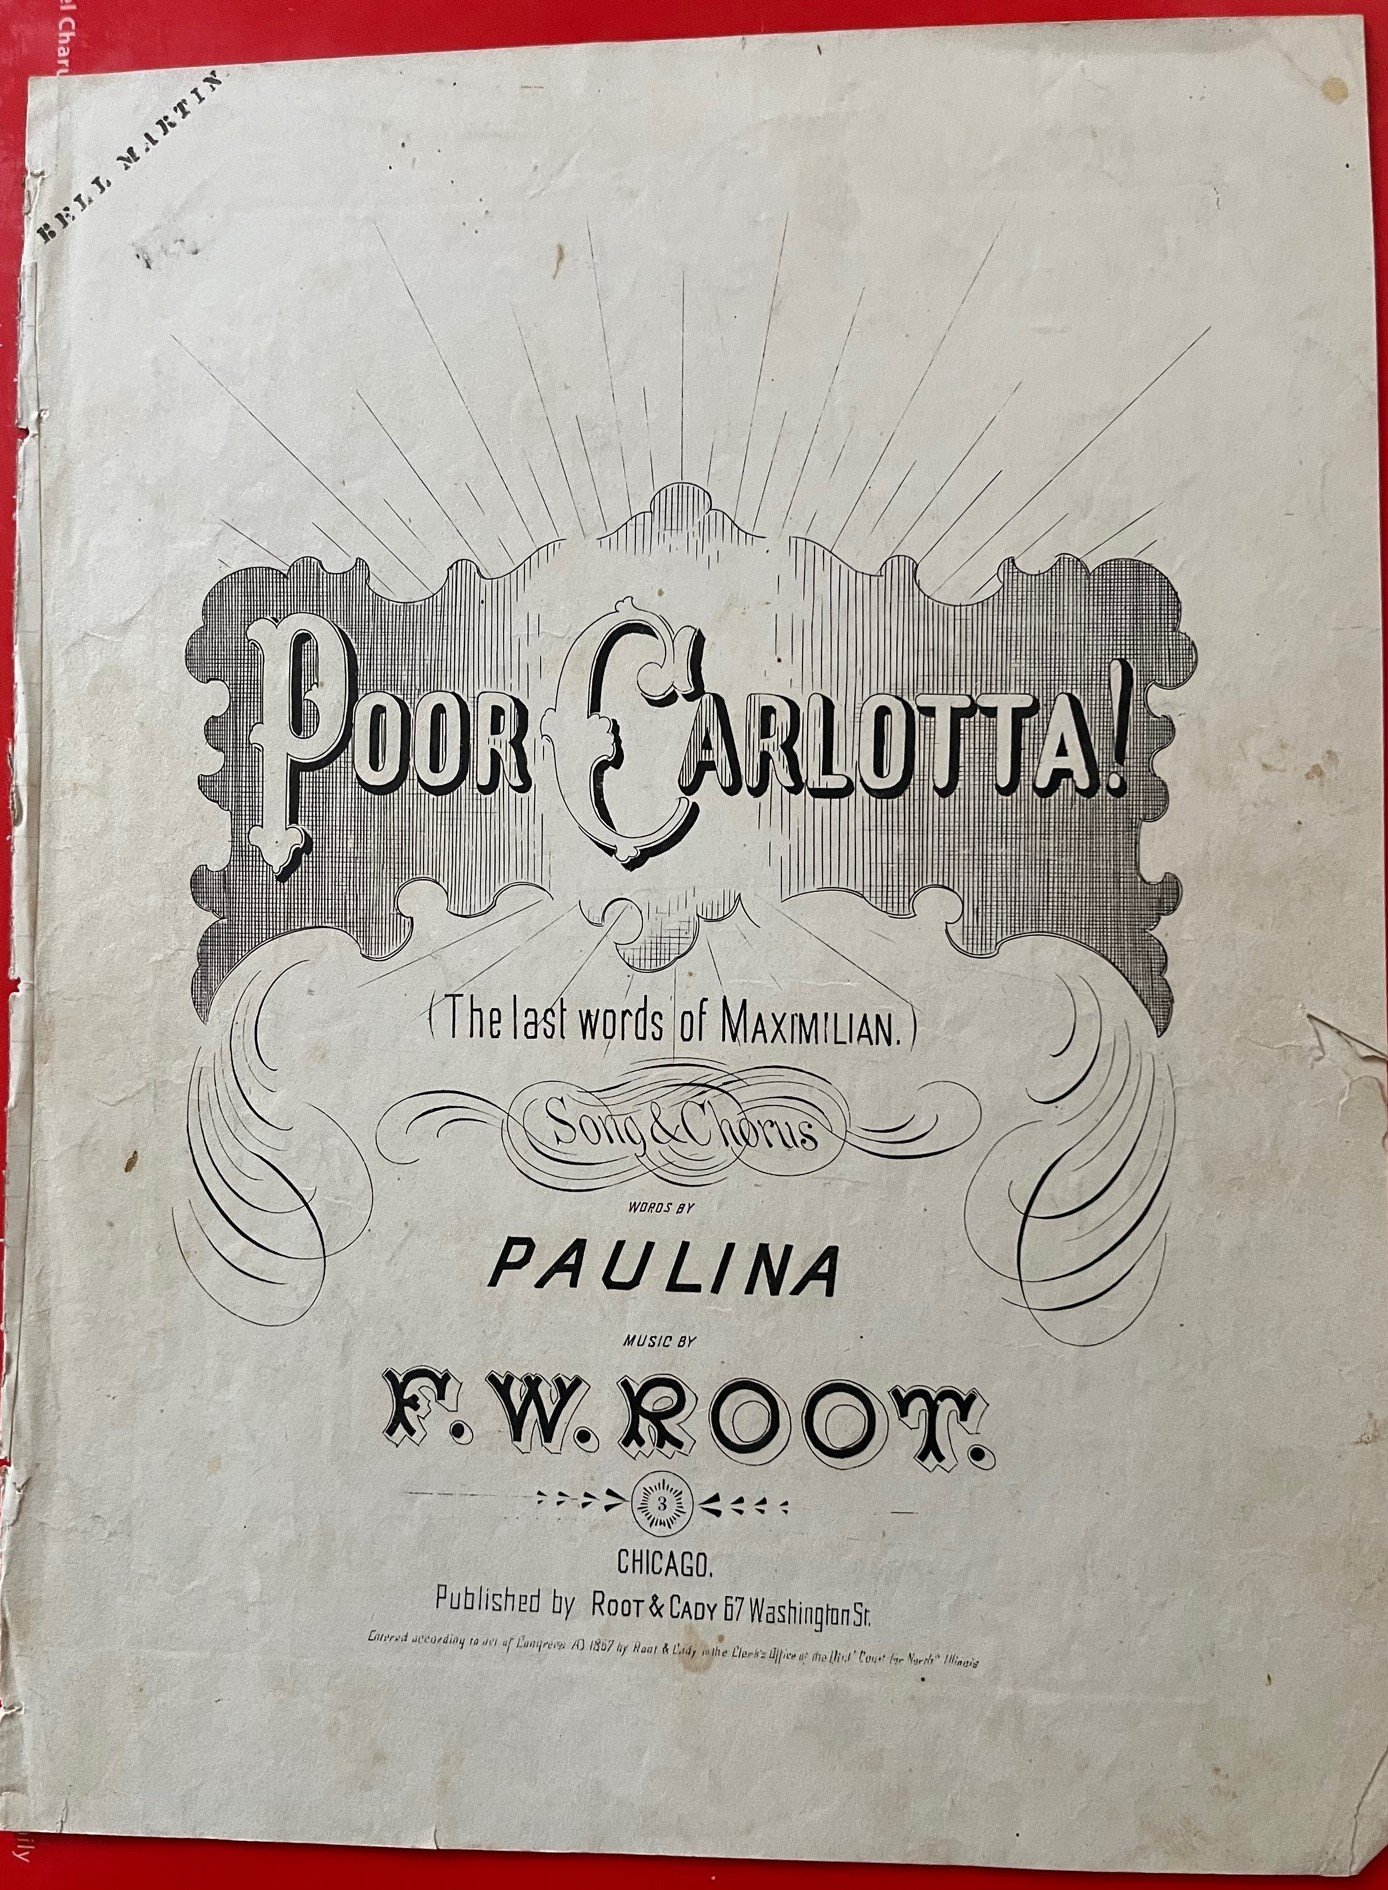 BELL MARTIN
POOR CARLOTTA!
(The last words of MAXIMILIAN.)
Song & Chorus
WORDS BY
PAULINA
MUSIC BY
F. W. ROOT.
3
CHICAGO.
Published by ROOT & CADY 67 Washington St.
Entered according to act of Congress AD 1867 by Root & Cady in the Clerk's Office of the Dist Court for North Illinois